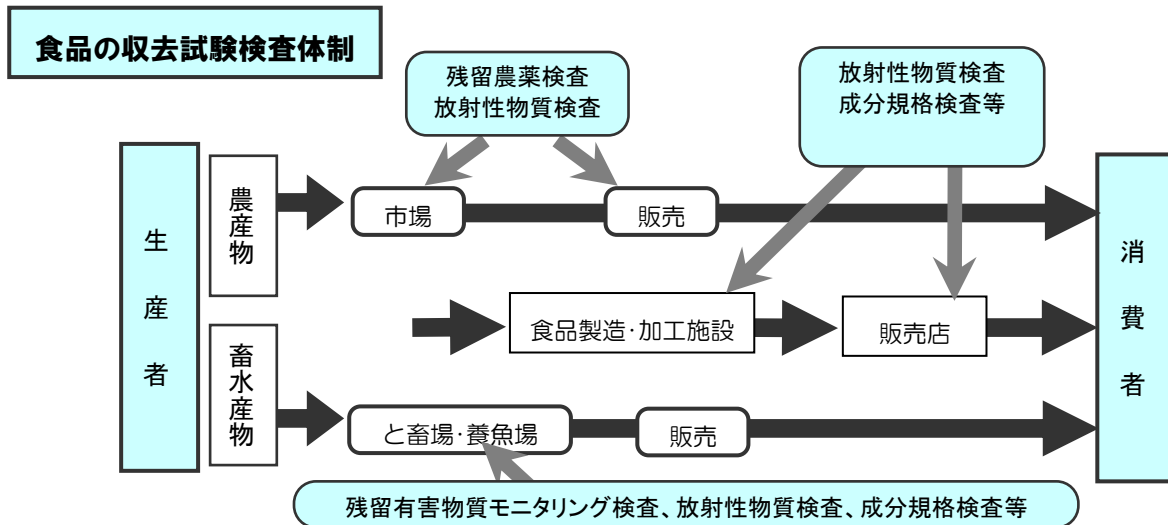 食品の収去試験検査体制
残留農薬検査
放射性物質検査
放射性物質検査
成分規格検査等
生産者
農産物
市場
販売
消費者
食品製造・加工施設
販売店
畜水産物
と畜場・養魚場
販売
残留有害物質モニタリング検査、放射性物質検査、成分規格検査等